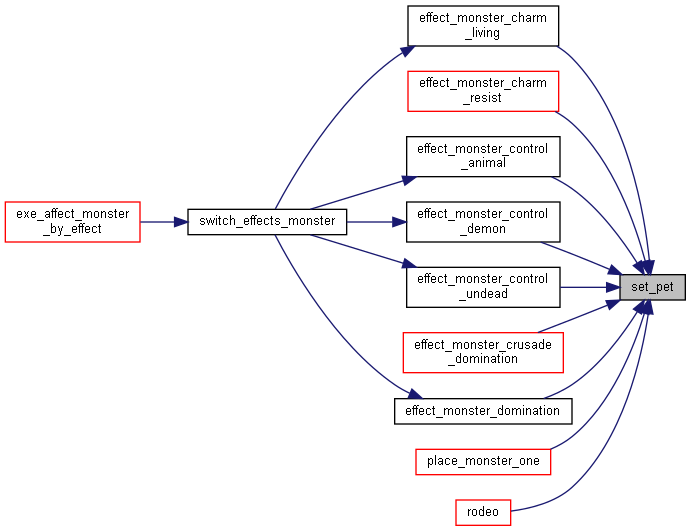 effect_monster_charm
_living
effect_monster_charm
_resist
effect_monster_control
_animal
exe_affect_monster
_by_effect
switch_effects_monster
effect_monster_control
_demon
effect_monster_control
_undead
set_pet
effect_monster_crusade
_domination
effect_monster_domination
place_monster_one
rodeo